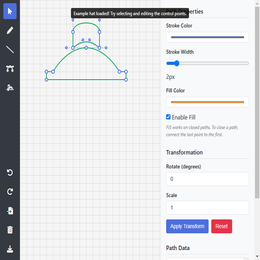 Example hat loaded! Try selecting and editing the control points.
Stroke Color
Stroke Width
2px
Fill Color
Enable Fill
Fill works on closed paths. To close a path, connect the last point to the first.
Transformation
Rotate (degrees)
0
Scale
1
Apply Transform
Reset
Path Data